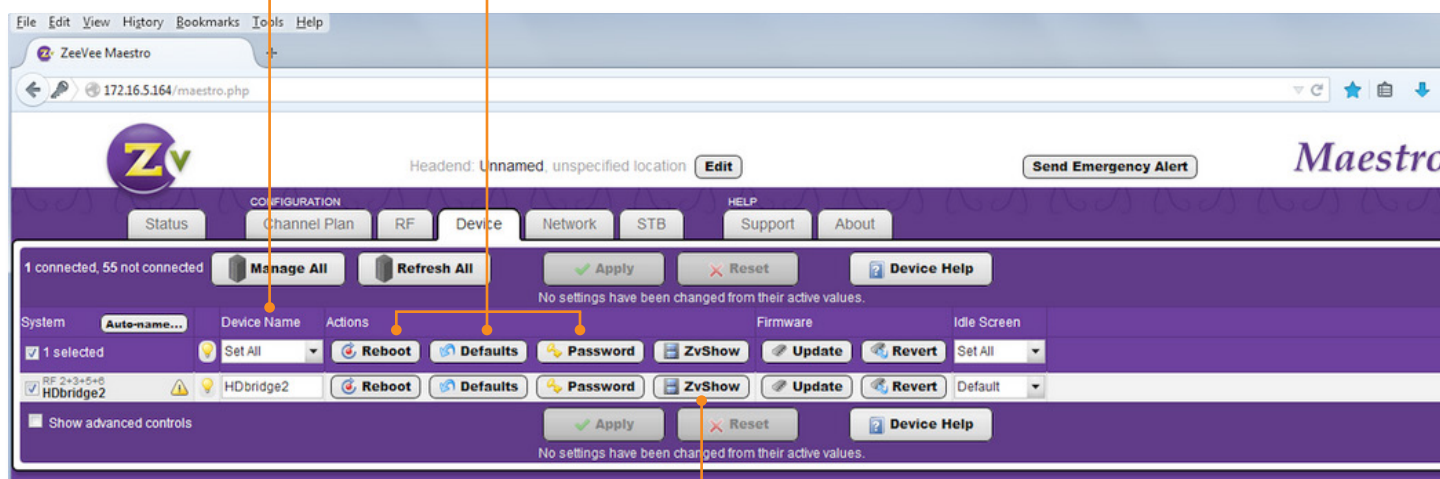 File Edit View History Bookmarks Tools Help
ZeeVee Maestro
172.16.5.164/maestro.php
Zv Headend: Unnamed, unspecified location Edit Send Emergency Alert Maestro
CONFIGURATION HELP
Status Channel Plan RF Device Network STB Support About
1 connected, 55 not connected Manage All Refresh All Apply Reset Device Help
No settings have been changed from their active values.
System Auto-name... Device Name Actions Firmware Idle Screen
1 selected Set All Reboot Defaults Password ZvShow Update Revert Set All
RF 2+3+5+6
HDbridge2 HDbridge2 Reboot Defaults Password ZvShow Update Revert Default
Show advanced controls Apply Reset Device Help
No settings have been changed from their active values.